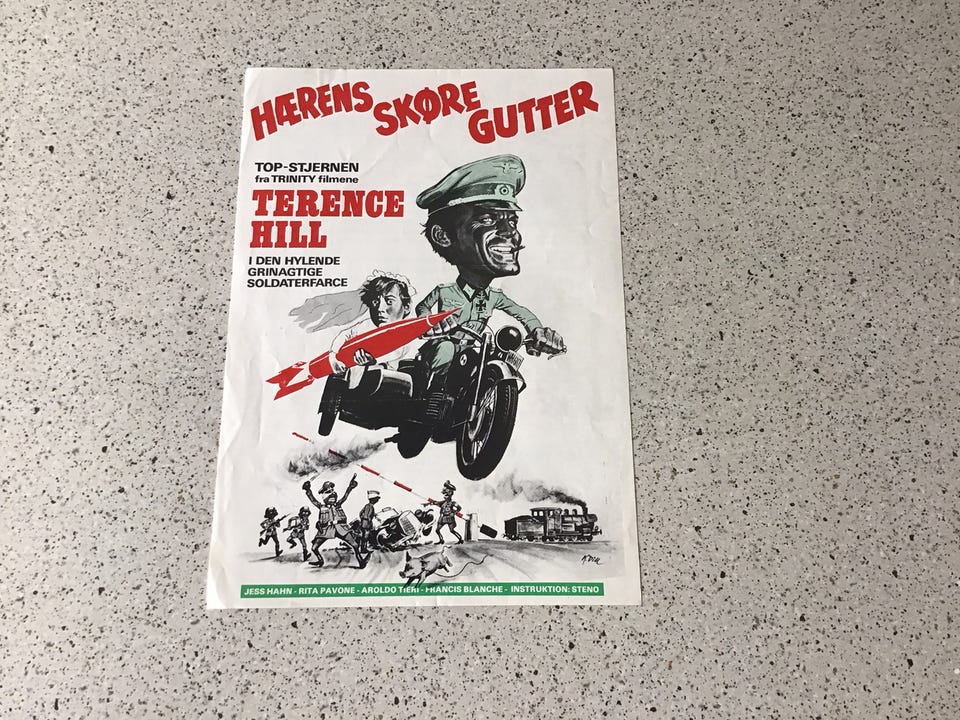 HÆRENS SKØRE GUTTER
TOP-STJERNEN
fra TRINITY filmene
TERENCE
HILL
I DEN HYLENDE
GRINAGTIGE
SOLDATERFARCE
JESS HAHN - RITA PAVONE - AROLDO TIERI - FRANCIS BLANCHE - INSTRUKTION: STENO